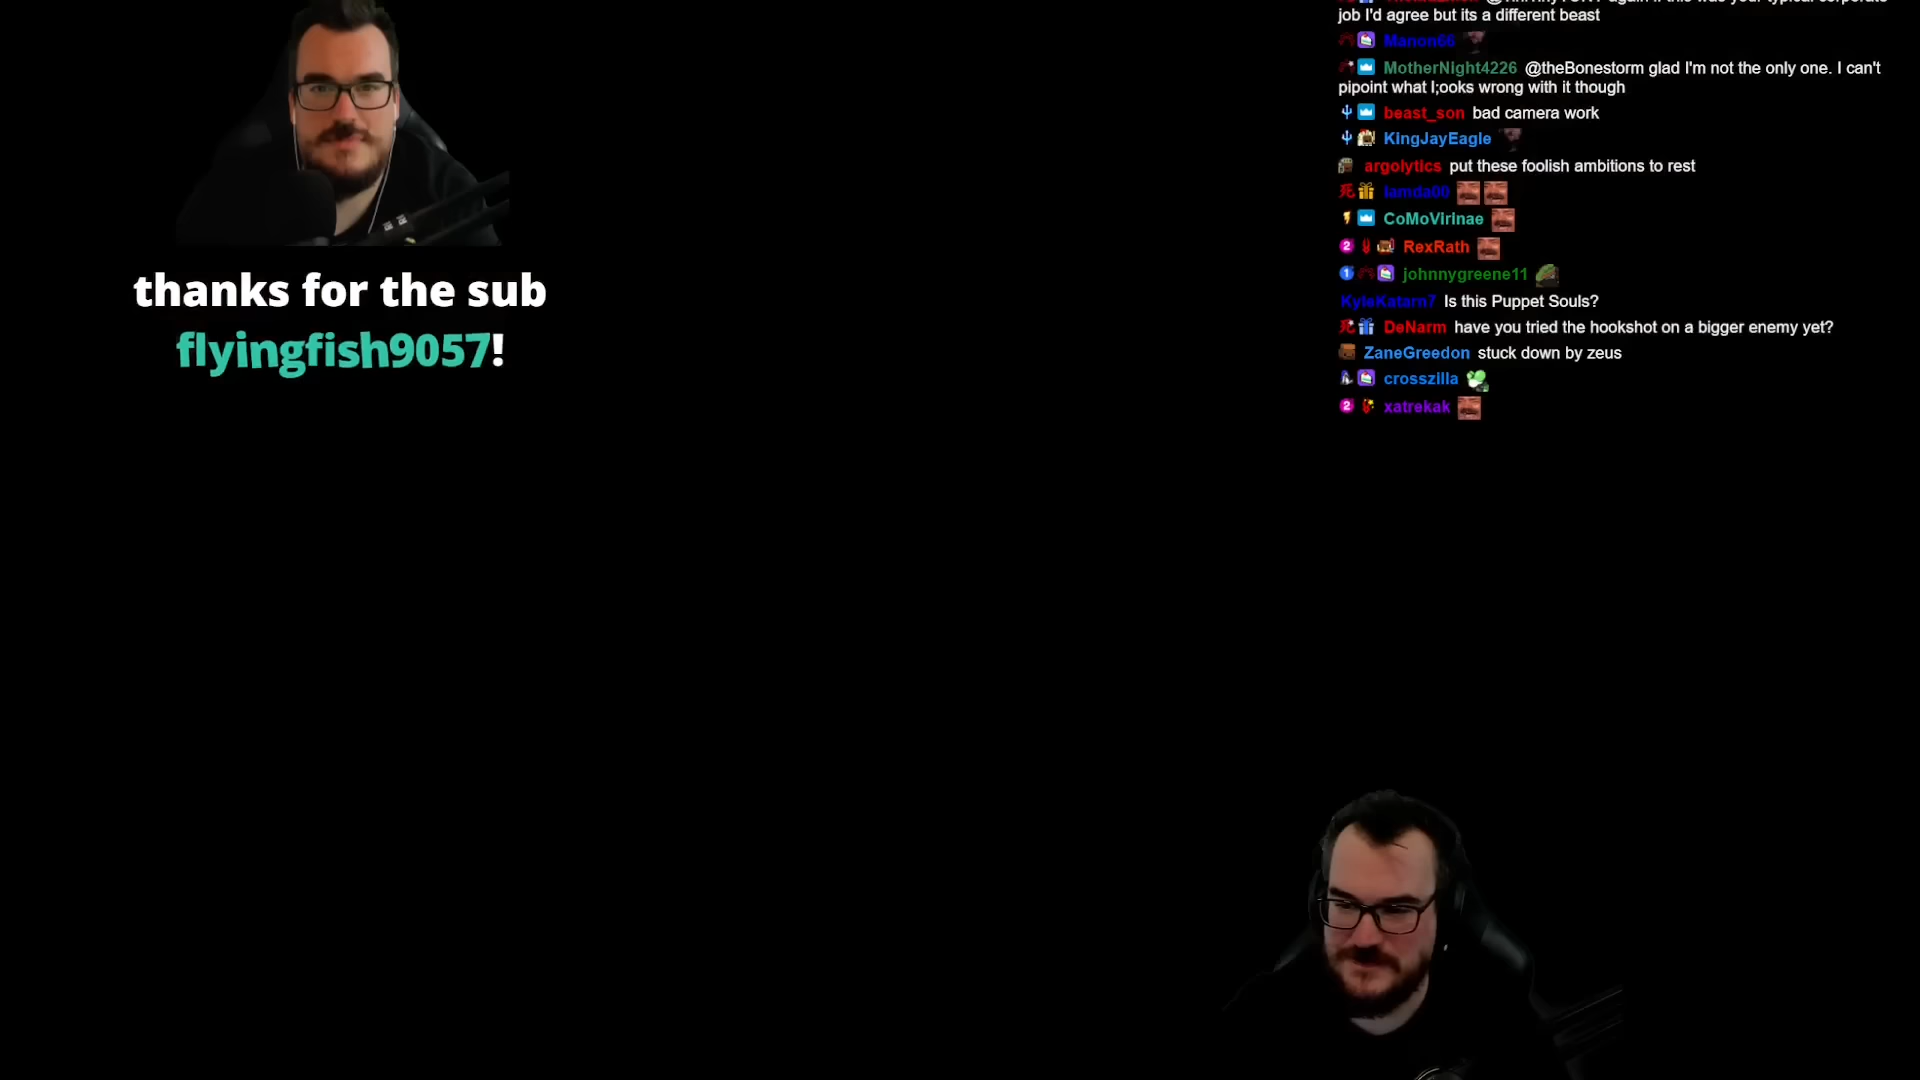 thanks for the sub
flyingfish9057!
job I'd agree but its a different beast
Manon66
MotherNight4226 @theBonestorm glad I'm not the only one. I can't
pipoint what I;ooks wrong with it though
beast_son bad camera work
KingJayEagle
argolytics put these foolish ambitions to rest
lamda00
CoMoVirinae
2 RexRath
1 johnnygreene11
KyleKatarn7 Is this Puppet Souls?
DeNarm have you tried the hookshot on a bigger enemy yet?
ZaneGreedon stuck down by zeus
crosszilla
2 xatrekak